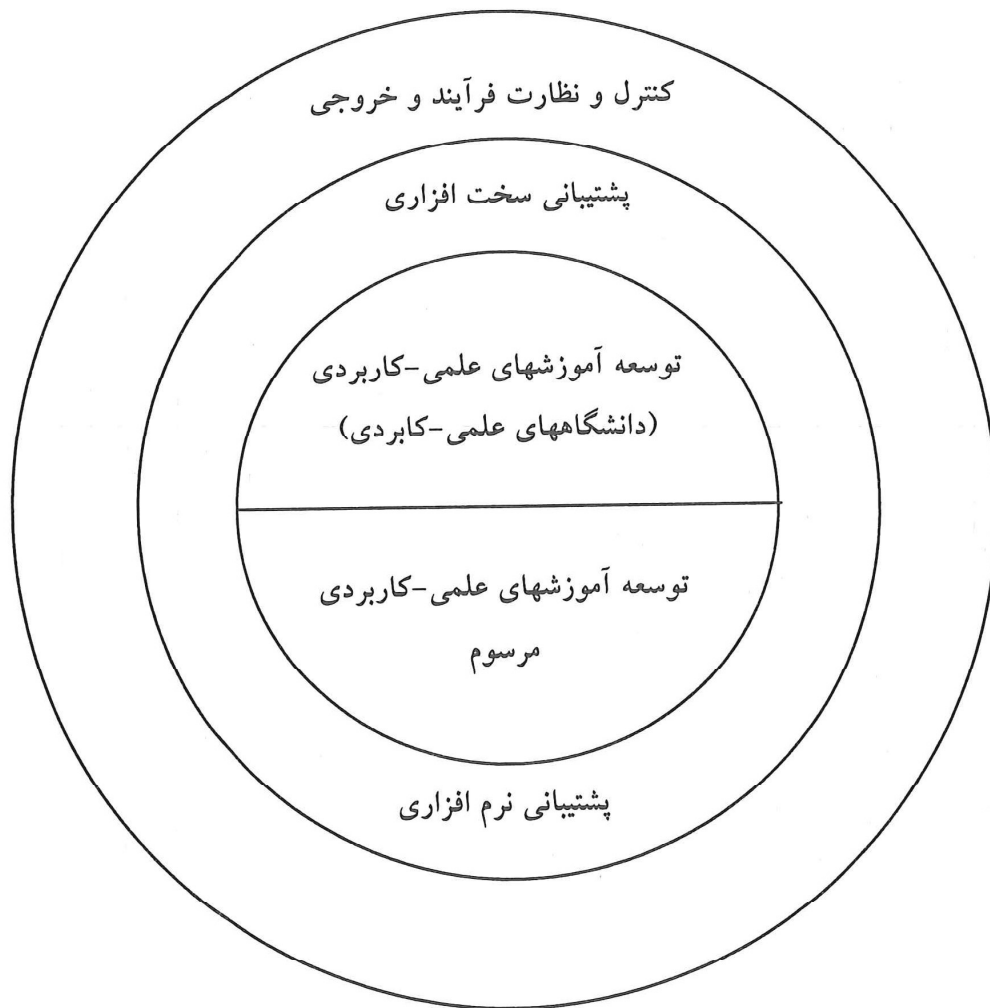 کنترل و نظارت فرآیند و خروجی
پشتیبانی سخت افزاری
توسعه آموزشهای علمی-کاربردی
(دانشگاههای علمی-کابردی)
توسعه آموزشهای علمی-کاربردی
مرسوم
پشتیبانی نرم افزاری